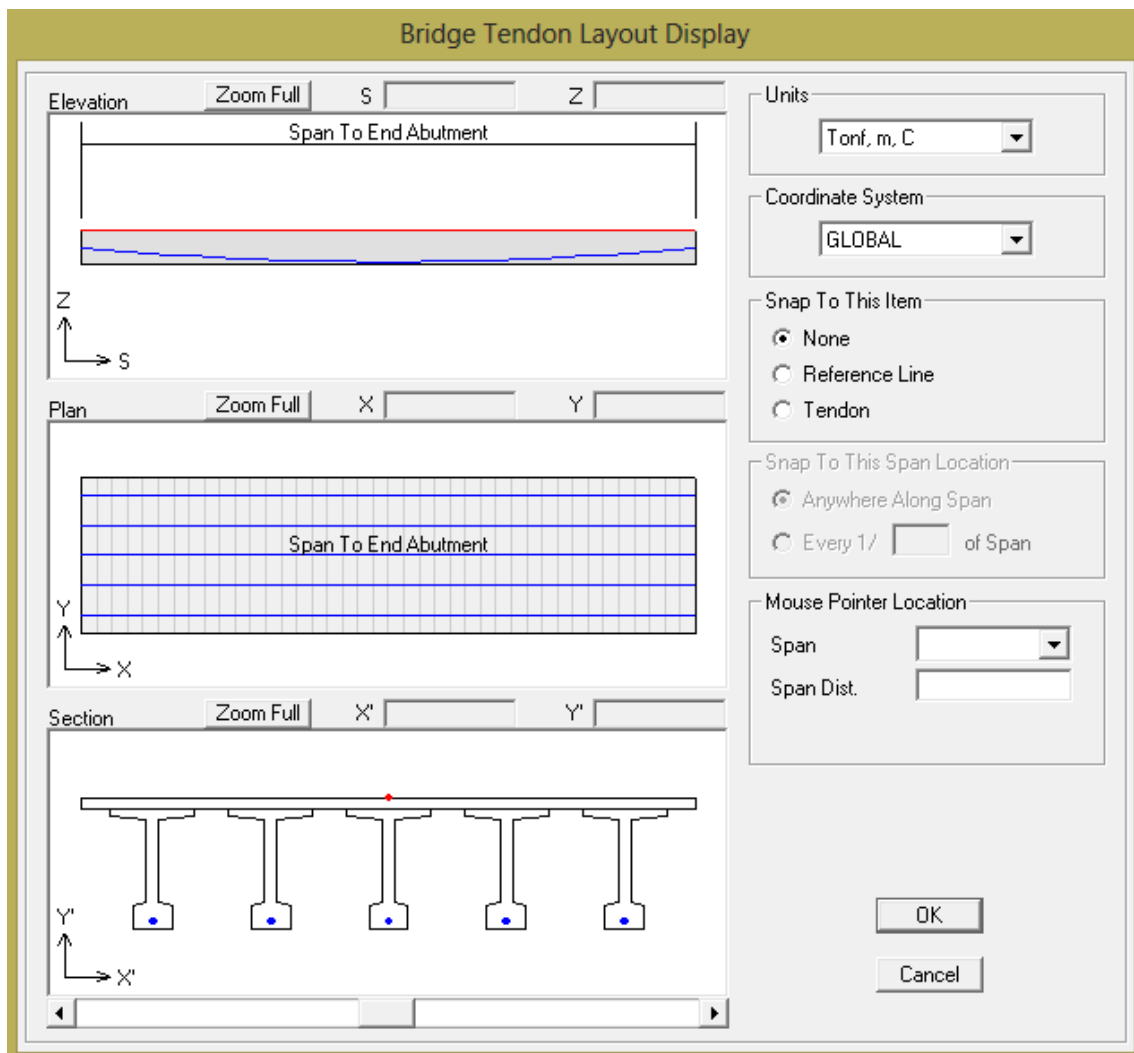 Bridge Tendon Layout Display
Elevation Zoom Full S Z
Span To End Abutment
Z
S
Plan Zoom Full X Y
Span To End Abutment
Y
X
Section Zoom Full X' Y'
Y'
X'
Units
Tonf, m, C
Coordinate System
GLOBAL
Snap To This Item
None
Reference Line
Tendon
Snap To This Span Location
Anywhere Along Span
Every 1/ of Span
Mouse Pointer Location
Span
Span Dist.
OK
Cancel